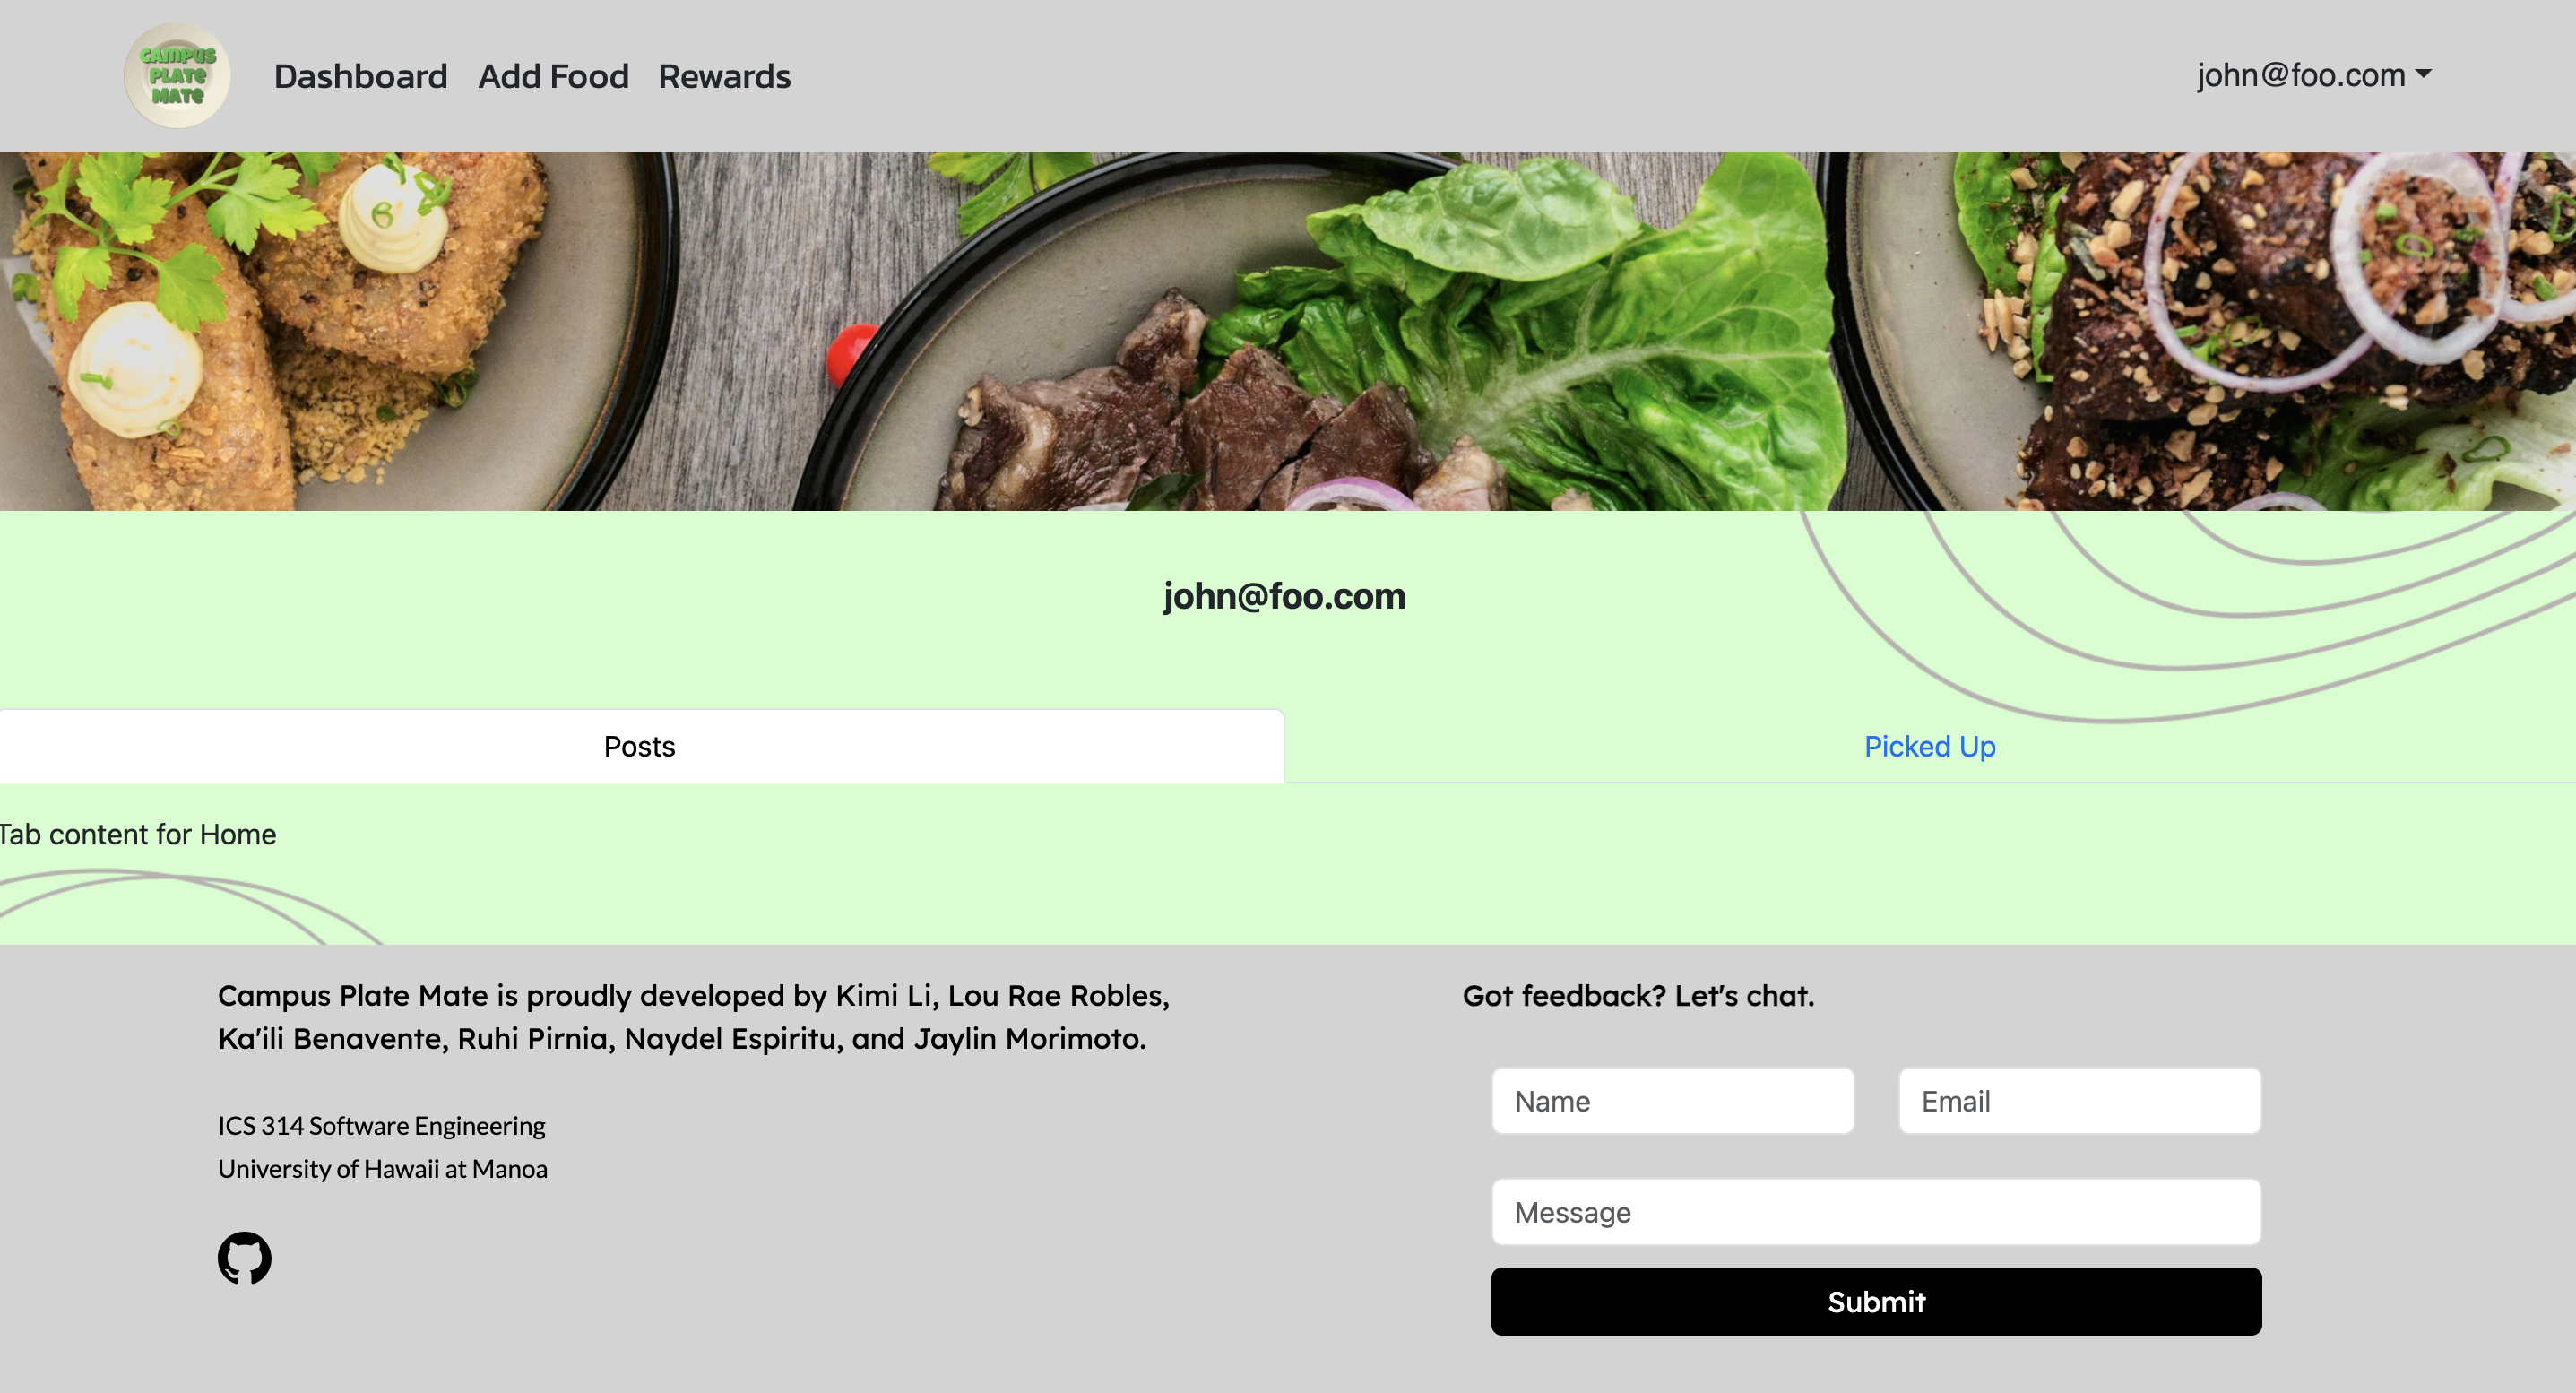 CAMPUS
PLATE
MATE
Dashboard Add Food Rewards
john@foo.com
john@foo.com
Posts
Picked Up
Tab content for Home
Campus Plate Mate is proudly developed by Kimi Li, Lou Rae Robles,
Ka'ili Benavente, Ruhi Pirnia, Naydel Espiritu, and Jaylin Morimoto.
ICS 314 Software Engineering
University of Hawaii at Manoa
Got feedback? Let's chat.
Name
Email
Message
Submit